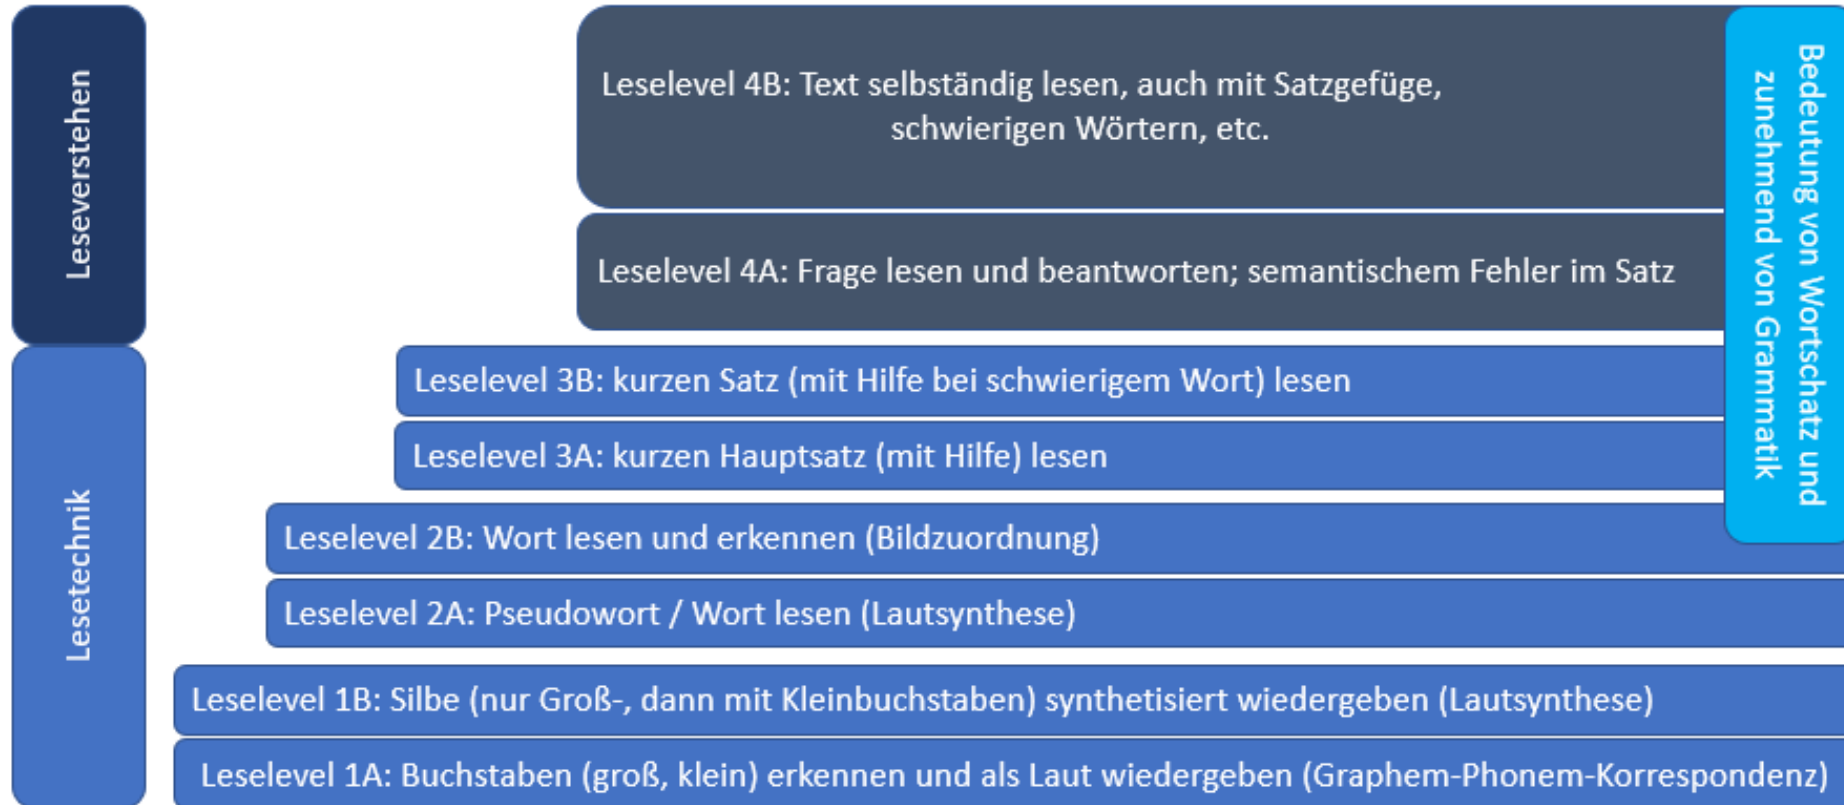 Leseverstehen
Lesetechnik
Leselevel 4B: Text selbständig lesen, auch mit Satzgefüge,
schwierigen Wörtern, etc.
Leselevel 4A: Frage lesen und beantworten; semantischem Fehler im Satz
Leselevel 3B: kurzen Satz (mit Hilfe bei schwierigem Wort) lesen
Leselevel 3A: kurzen Hauptsatz (mit Hilfe) lesen
Leselevel 2B: Wort lesen und erkennen (Bildzuordnung)
Leselevel 2A: Pseudowort / Wort lesen (Lautsynthese)
Leselevel 1B: Silbe (nur Groß-, dann mit Kleinbuchstaben) synthetisiert wiedergeben (Lautsynthese)
Leselevel 1A: Buchstaben (groß, klein) erkennen und als Laut wiedergeben (Graphem-Phonem-Korrespondenz)
Bedeutung von Wortschatz und
zunehmend von Grammatik